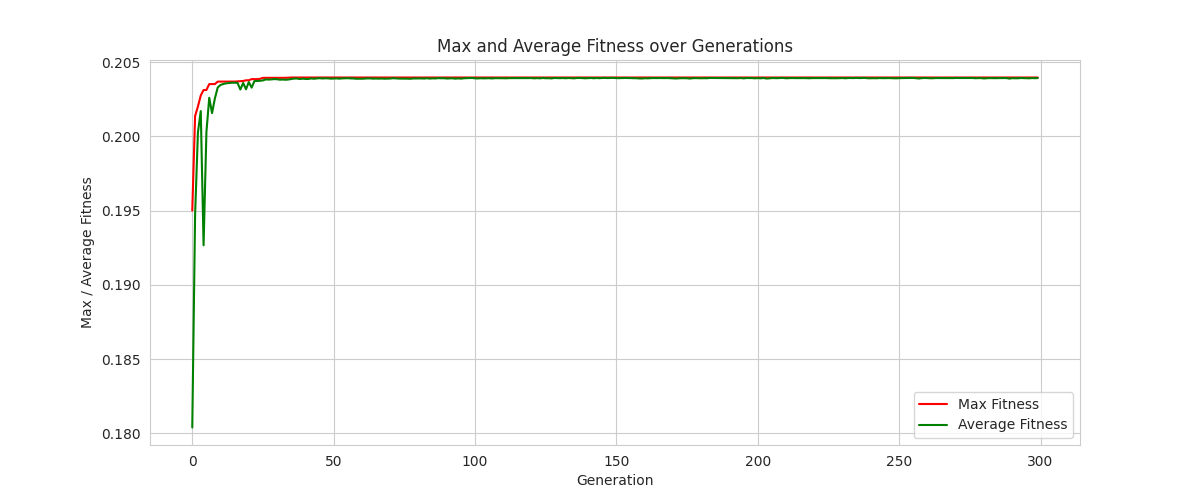 Max and Average Fitness over Generations
0.205
0.200
0.195
0.190
0.185
0.180
Max / Average Fitness
0
50
100
150
200
250
300
Generation
Max Fitness
Average Fitness